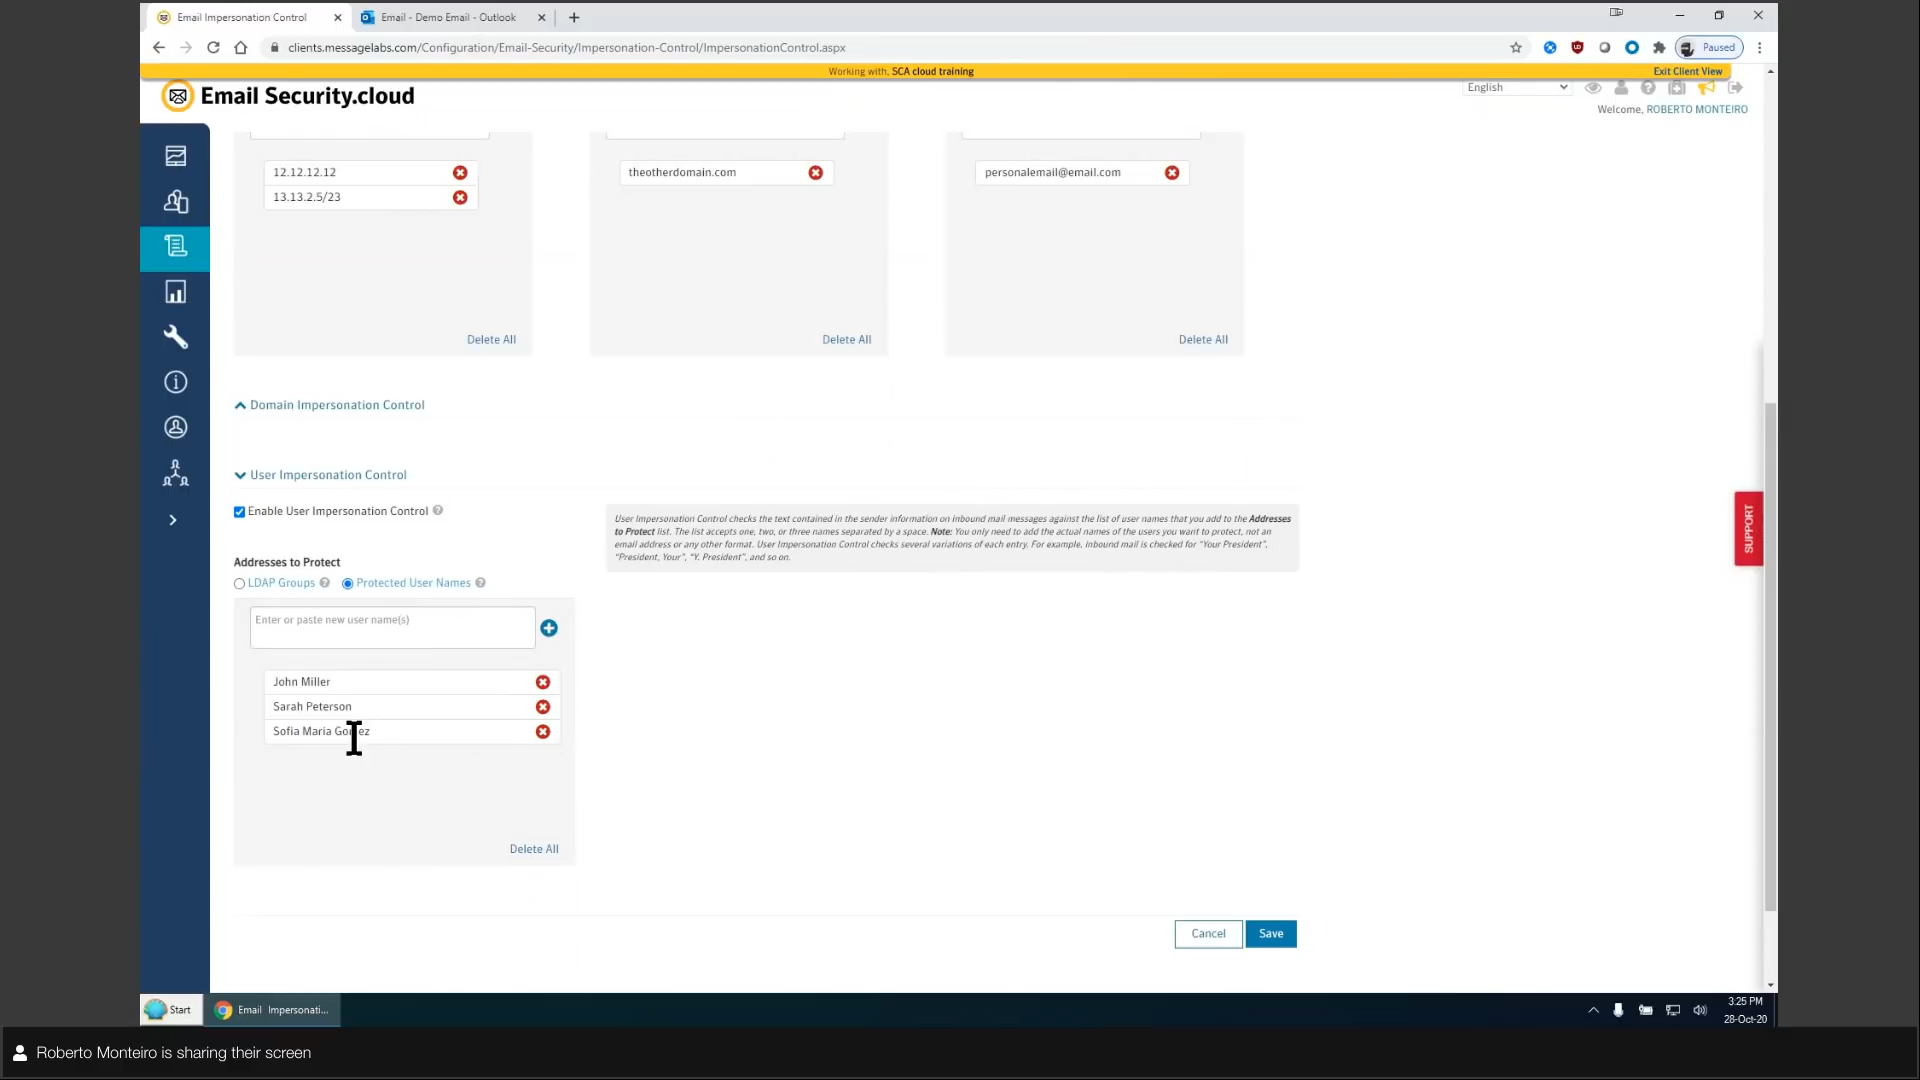 Email Impersonation Control
Email - Demo Email - Outlook
clients.messagelabs.com/Configuration/Email-Security/Impersonation-Control/ImpersonationControl.aspx
Paused
Working with, SCA cloud training
Exit Client View
Email Security.cloud
English
Welcome, ROBERTO MONTEIRO
12.12.12.12
13.13.2.5/23
theotherdomain.com
personalemail@email.com
Delete All
Delete All
Delete All
Domain Impersonation Control
User Impersonation Control
Enable User Impersonation Control
User Impersonation Control checks the text contained in the sender information on inbound mail messages against the list of user names that you add to the Addresses
to Protect list. The list accepts one, two, or three names separated by a space. Note: You only need to add the actual names of the users you want to protect, not an
email address or any other format. User Impersonation Control checks several variations of each entry. For example, inbound mail is checked for "Your President",
"President, Your", "Y. President", and so on.
SUPPORT
Addresses to Protect
LDAP Groups
Protected User Names
Enter or paste new user name(s)
John Miller
Sarah Peterson
Sofia Maria Gomez
Delete All
Cancel
Save
Start
Email Impersonati...
3:25 PM
28-Oct-20
Roberto Monteiro is sharing their screen